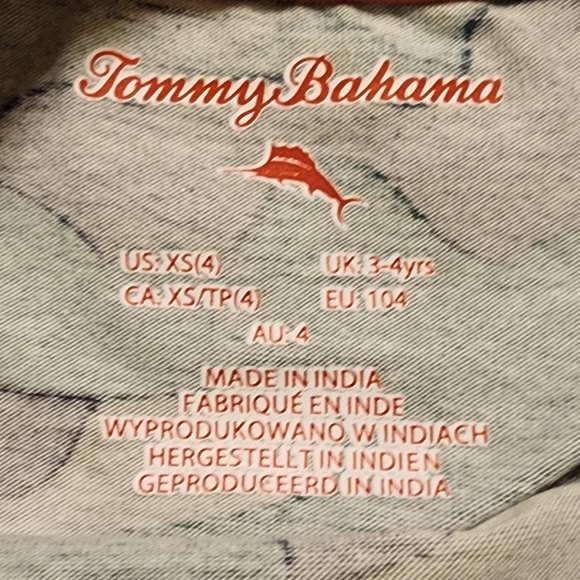 Tommy Bahama
US: XS(4) UK: 3-4yrs
CA: XS/TP(4) EU: 104
AU: 4
MADE IN INDIA
FABRIQUÉ EN INDE
WYPRODUKOWANO W INDIACH
HERGESTELLT IN INDIEN
GEPRODUCEERD IN INDIA